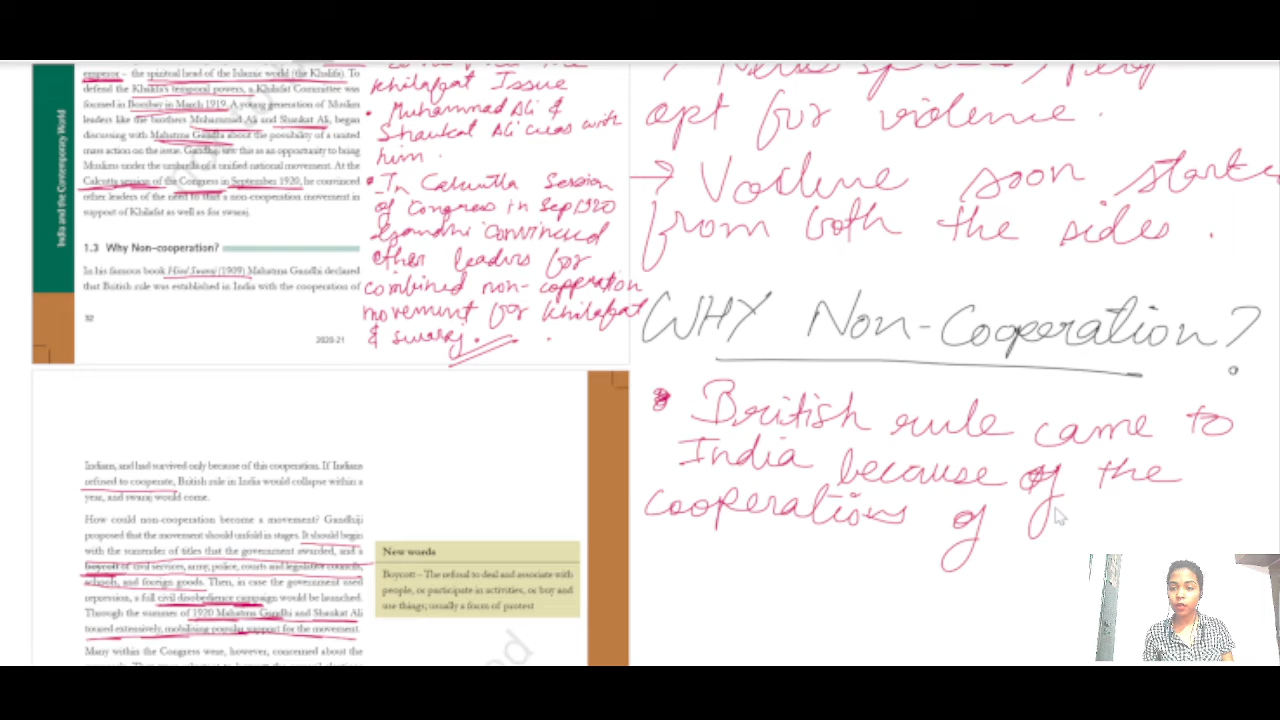 India and the Contemporary World
emperor – the spiritual head of the Islamic world (the Khalifa). To
defend the Khalifa's temporal powers, a Khilafat Committee was
formed in Bombay in March 1919. A young generation of Muslim
leaders like the brothers Muhammad Ali and Shaukat Ali, began
discussing with Mahatma Gandhi about the possibility of a united
mass action on the issue. Gandhiji saw this as an opportunity to bring
Muslims under the umbrella of a unified national movement. At the
Calcutta session of the Congress in September 1920, he convinced
other leaders of the need to start a non-cooperation movement in
support of Khilafat as well as for swaraj.
1.3 Why Non-cooperation?
In his famous book Hind Swaraj (1909) Mahatma Gandhi declared
that British rule was established in India with the cooperation of
32
2020-21
the
Khilafat Issue
• Muhammad Ali &
Shaukat Ali was with
him.
• In Calcutta Session
of Congress in Sep 1920
Gandhi convinced
other leaders for
combined non-copperation
movement for Khilafat
& swaraj.
opt for violence.
→ Voilence soon starte
from both the sides.
WHY Non-Cooperation?
• British rule came to
India because of the
cooperations of
Indians, and had survived only because of this cooperation. If Indians
refused to cooperate, British rule in India would collapse within a
year, and swaraj would come.
How could non-cooperation become a movement? Gandhiji
proposed that the movement should unfold in stages. It should begin
with the surrender of titles that the government awarded, and a
boycott of civil services, army, police, courts and legislative councils,
schools, and foreign goods. Then, in case the government used
repression, a full civil disobedience campaign would be launched.
Through the summer of 1920 Mahatma Gandhi and Shaukat Ali
toured extensively, mobilising popular support for the movement.
Many within the Congress were, however, concerned about the
New words
Boycott – The refusal to deal and associate with
people, or participate in activities, or buy and
use things; usually a form of protest